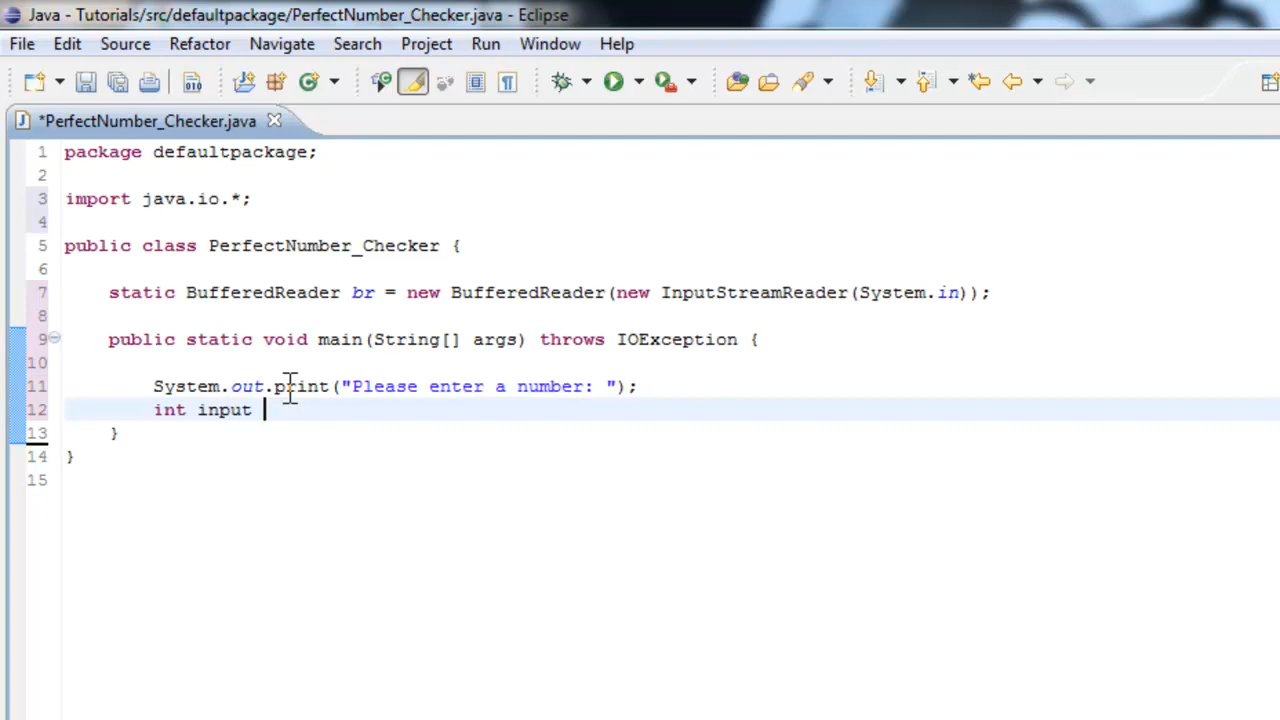 Java - Tutorials/src/defaultpackage/PerfectNumber_Checker.java - Eclipse
File Edit Source Refactor Navigate Search Project Run Window Help
010
*PerfectNumber_Checker.java
1 package defaultpackage;
2
3 import java.io.*;
4
5 public class PerfectNumber_Checker {
6
7 static BufferedReader br = new BufferedReader(new InputStreamReader(System.in));
8
9 public static void main(String[] args) throws IOException {
10
11 System.out.print("Please enter a number: ");
12 int input
13 }
14 }
15